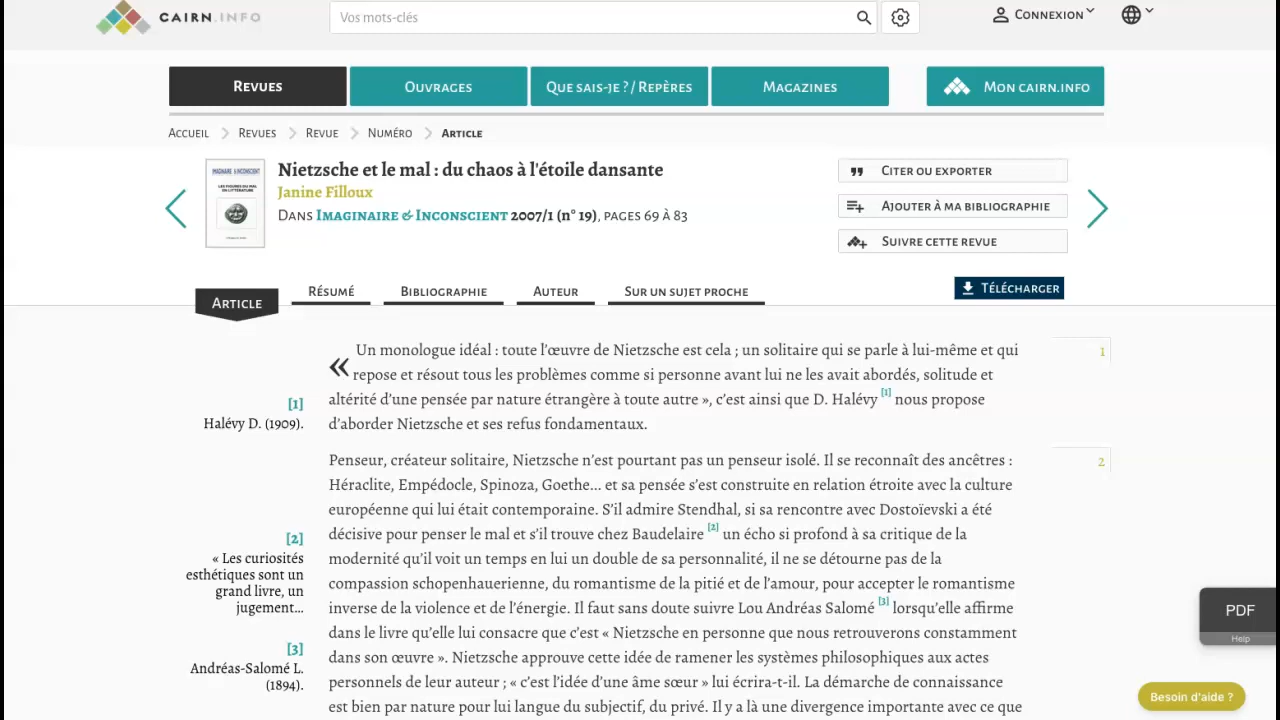 CAIRN.INFO
Vos mots-clés
Connexion
Revues
Ouvrages
Que sais-je ? / Repères
Magazines
Mon cairn.info
Accueil
Revues
Revue
Numéro
Article
Nietzsche et le mal : du chaos à l'étoile dansante
Janine Filloux
Dans Imaginaire & Inconscient 2007/1 (n° 19), pages 69 à 83
Citer ou exporter
Ajouter à ma bibliographie
Suivre cette revue
IMAGINAIRE & INCONSCIENT
LES FIGURES DU MAL
EN LITTÉRATURE
Article
Résumé
Bibliographie
Auteur
Sur un sujet proche
Télécharger
« Un monologue idéal : toute l’œuvre de Nietzsche est cela ; un solitaire qui se parle à lui-même et qui
repose et résout tous les problèmes comme si personne avant lui ne les avait abordés, solitude et
altérité d’une pensée par nature étrangère à toute autre », c’est ainsi que D. Halévy [1] nous propose
d’aborder Nietzsche et ses refus fondamentaux.
1
[1]
Halévy D. (1909).
Penseur, créateur solitaire, Nietzsche n’est pourtant pas un penseur isolé. Il se reconnaît des ancêtres :
Héraclite, Empédocle, Spinoza, Goethe… et sa pensée s’est construite en relation étroite avec la culture
européenne qui lui était contemporaine. S’il admire Stendhal, si sa rencontre avec Dostoïevski a été
décisive pour penser le mal et s’il trouve chez Baudelaire [2] un écho si profond à sa critique de la
modernité qu’il voit un temps en lui un double de sa personnalité, il ne se détourne pas de la
compassion schopenhauerienne, du romantisme de la pitié et de l’amour, pour accepter le romantisme
inverse de la violence et de l’énergie. Il faut sans doute suivre Lou Andréas Salomé [3] lorsqu’elle affirme
dans le livre qu’elle lui consacre que c’est « Nietzsche en personne que nous retrouverons constamment
dans son œuvre ». Nietzsche approuve cette idée de ramener les systèmes philosophiques aux actes
personnels de leur auteur ; « c’est l’idée d’une âme sœur » lui écrira-t-il. La démarche de connaissance
est bien par nature pour lui langue du subjectif, du privé. Il y a là une divergence importante avec ce que
2
[2]
« Les curiosités
esthétiques sont un
grand livre, un
jugement…
[3]
Andréas-Salomé L.
(1894).
PDF
Help
Besoin d'aide ?